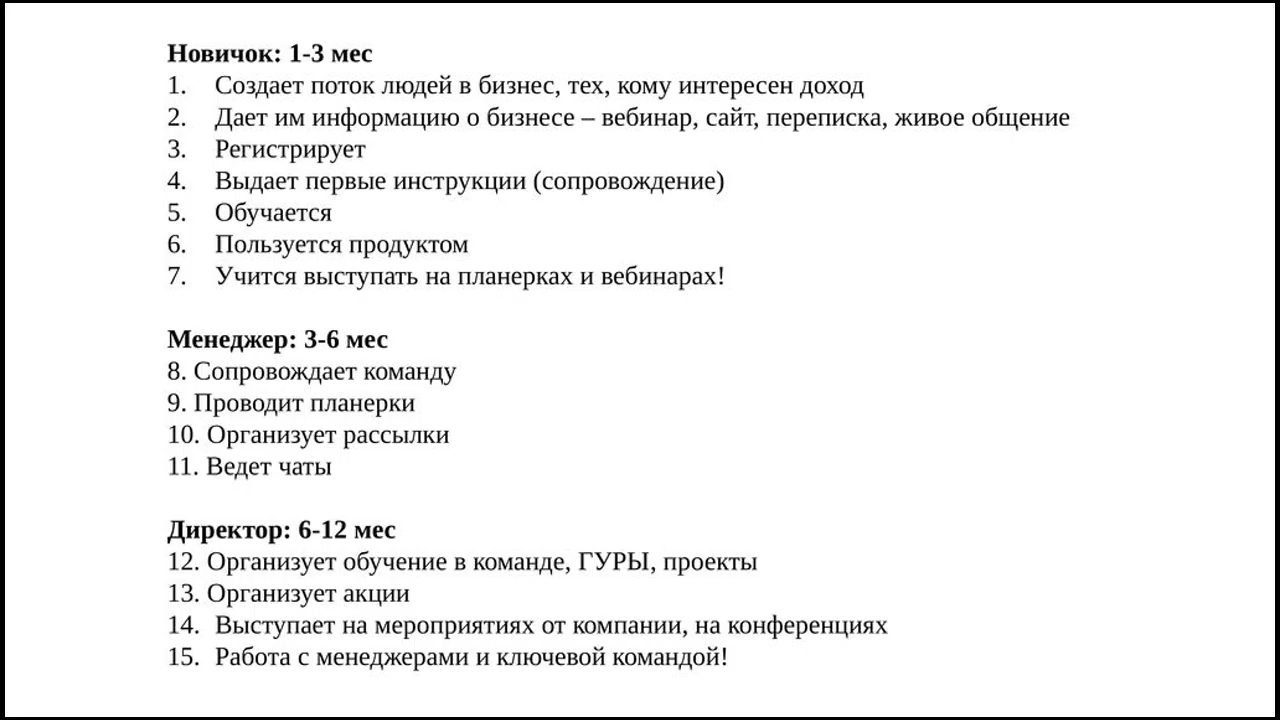 Новичок: 1-3 мес
1. Создает поток людей в бизнес, тех, кому интересен доход
2. Дает им информацию о бизнесе – вебинар, сайт, переписка, живое общение
3. Регистрирует
4. Выдает первые инструкции (сопровождение)
5. Обучается
6. Пользуется продуктом
7. Учится выступать на планерках и вебинарах!
Менеджер: 3-6 мес
8. Сопровождает команду
9. Проводит планерки
10. Организует рассылки
11. Ведет чаты
Директор: 6-12 мес
12. Организует обучение в команде, ГУРЫ, проекты
13. Организует акции
14. Выступает на мероприятиях от компании, на конференциях
15. Работа с менеджерами и ключевой командой!